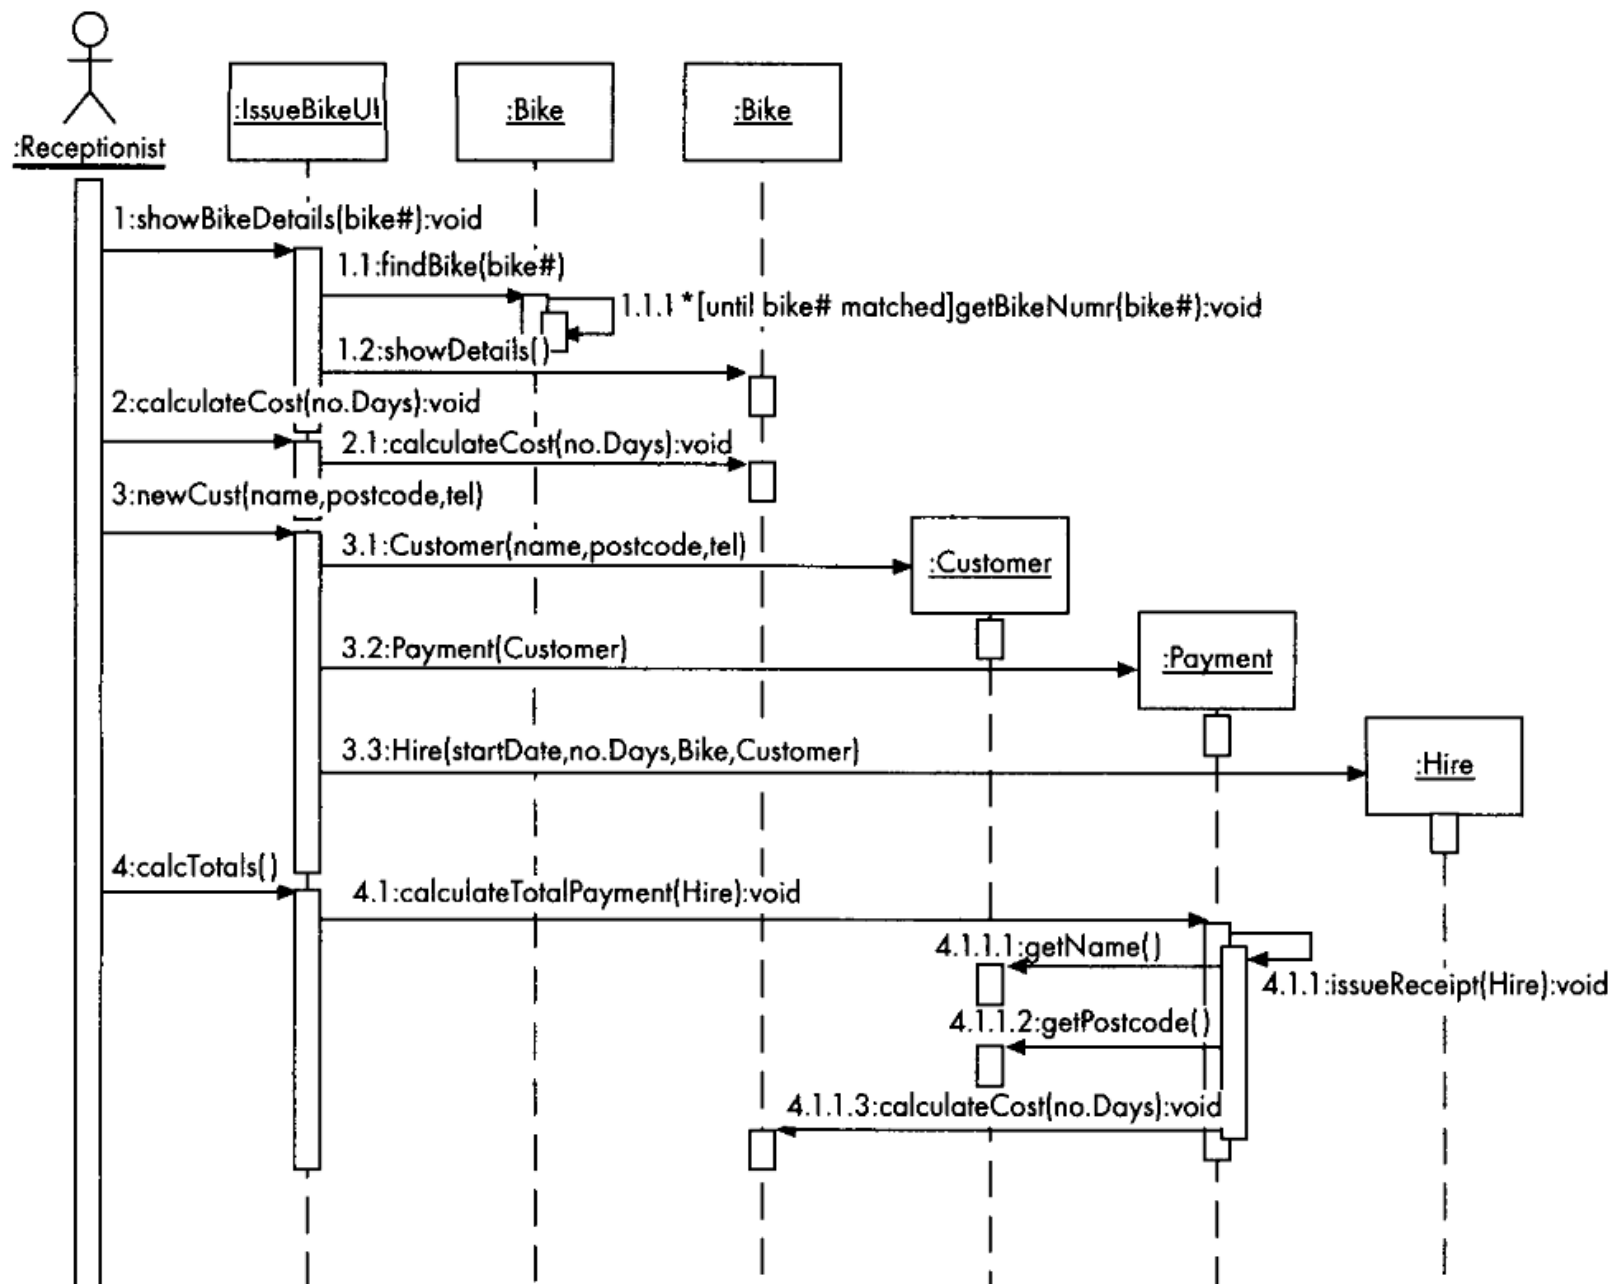 :Receptionist
:IssueBikeUI
:Bike
:Bike
1:showBikeDetails(bike#):void
1.1:findBike(bike#)
1.1.1 *[until bike# matched]getBikeNumr(bike#):void
1.2:showDetails()
2:calculateCost(no.Days):void
2.1:calculateCost(no.Days):void
3:newCust(name,postcode,tel)
3.1:Customer(name,postcode,tel)
:Customer
3.2:Payment(Customer)
:Payment
3.3:Hire(startDate,no.Days,Bike,Customer)
:Hire
4:calcTotals()
4.1:calculateTotalPayment(Hire):void
4.1.1.1:getName()
4.1.1:issueReceipt(Hire):void
4.1.1.2:getPostcode()
4.1.1.3:calculateCost(no.Days):void